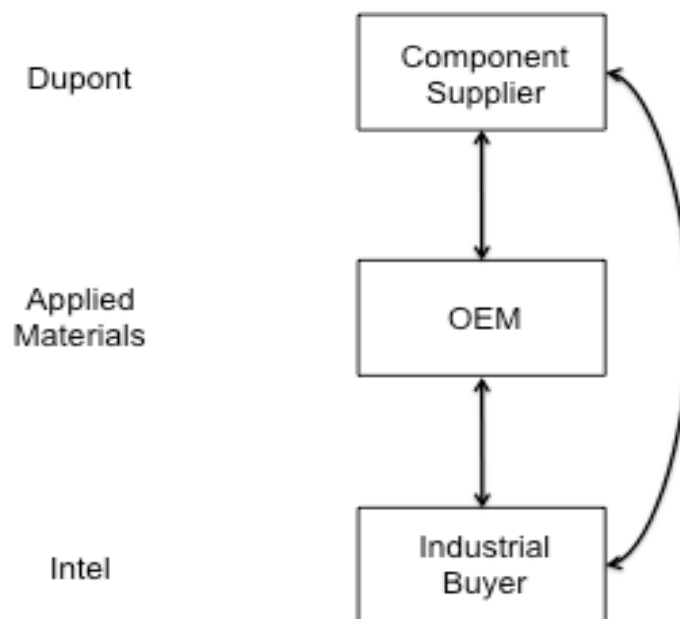 Dupont
Component
Supplier
Applied
Materials
OEM
Intel
Industrial
Buyer